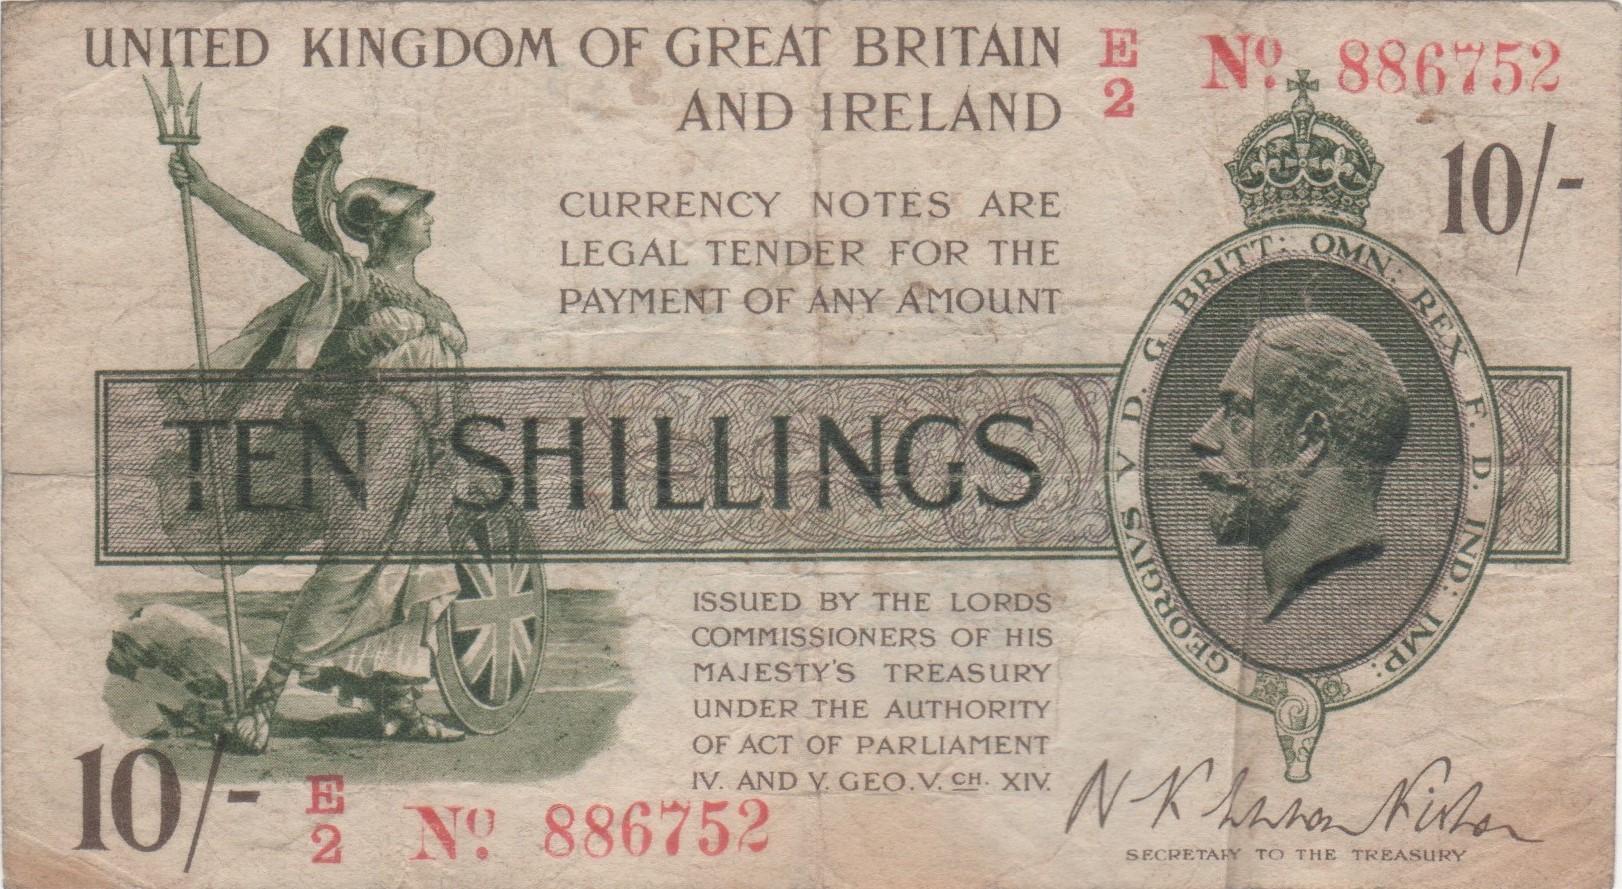 UNITED KINGDOM OF GREAT BRITAIN
AND IRELAND
E
2
Nº. 886752
10/-
CURRENCY NOTES ARE
LEGAL TENDER FOR THE
PAYMENT OF ANY AMOUNT
TEN SHILLINGS
GEORGIVS V D. G. BRITT: OMN: REX F. D. IND: IMP:
ISSUED BY THE LORDS
COMMISSIONERS OF HIS
MAJESTY'S TREASURY
UNDER THE AUTHORITY
OF ACT OF PARLIAMENT
IV. AND V. GEO. V. CH. XIV.
10/-
E
2
Nº. 886752
N K Warren Fisher
SECRETARY TO THE TREASURY